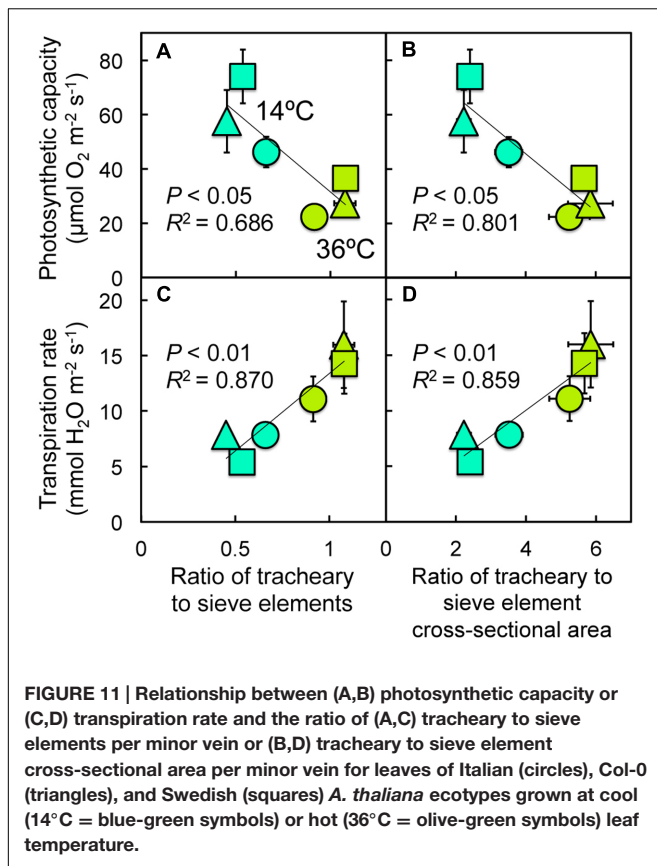 A
B
80
60
40
20
0
Photosynthetic capacity
(μmol O₂ m⁻² s⁻¹)
14ºC
P < 0.05
R² = 0.686
36ºC
P < 0.05
R² = 0.801
C
D
20
15
10
5
0
Transpiration rate
(mmol H₂O m⁻² s⁻¹)
P < 0.01
R² = 0.870
P < 0.01
R² = 0.859
0 0.5 1 0 2 4 6
Ratio of tracheary
to sieve elements
Ratio of tracheary to
sieve element
cross-sectional area
FIGURE 11 | Relationship between (A,B) photosynthetic capacity or
(C,D) transpiration rate and the ratio of (A,C) tracheary to sieve
elements per minor vein or (B,D) tracheary to sieve element
cross-sectional area per minor vein for leaves of Italian (circles), Col-0
(triangles), and Swedish (squares) A. thaliana ecotypes grown at cool
(14°C = blue-green symbols) or hot (36°C = olive-green symbols) leaf
temperature.